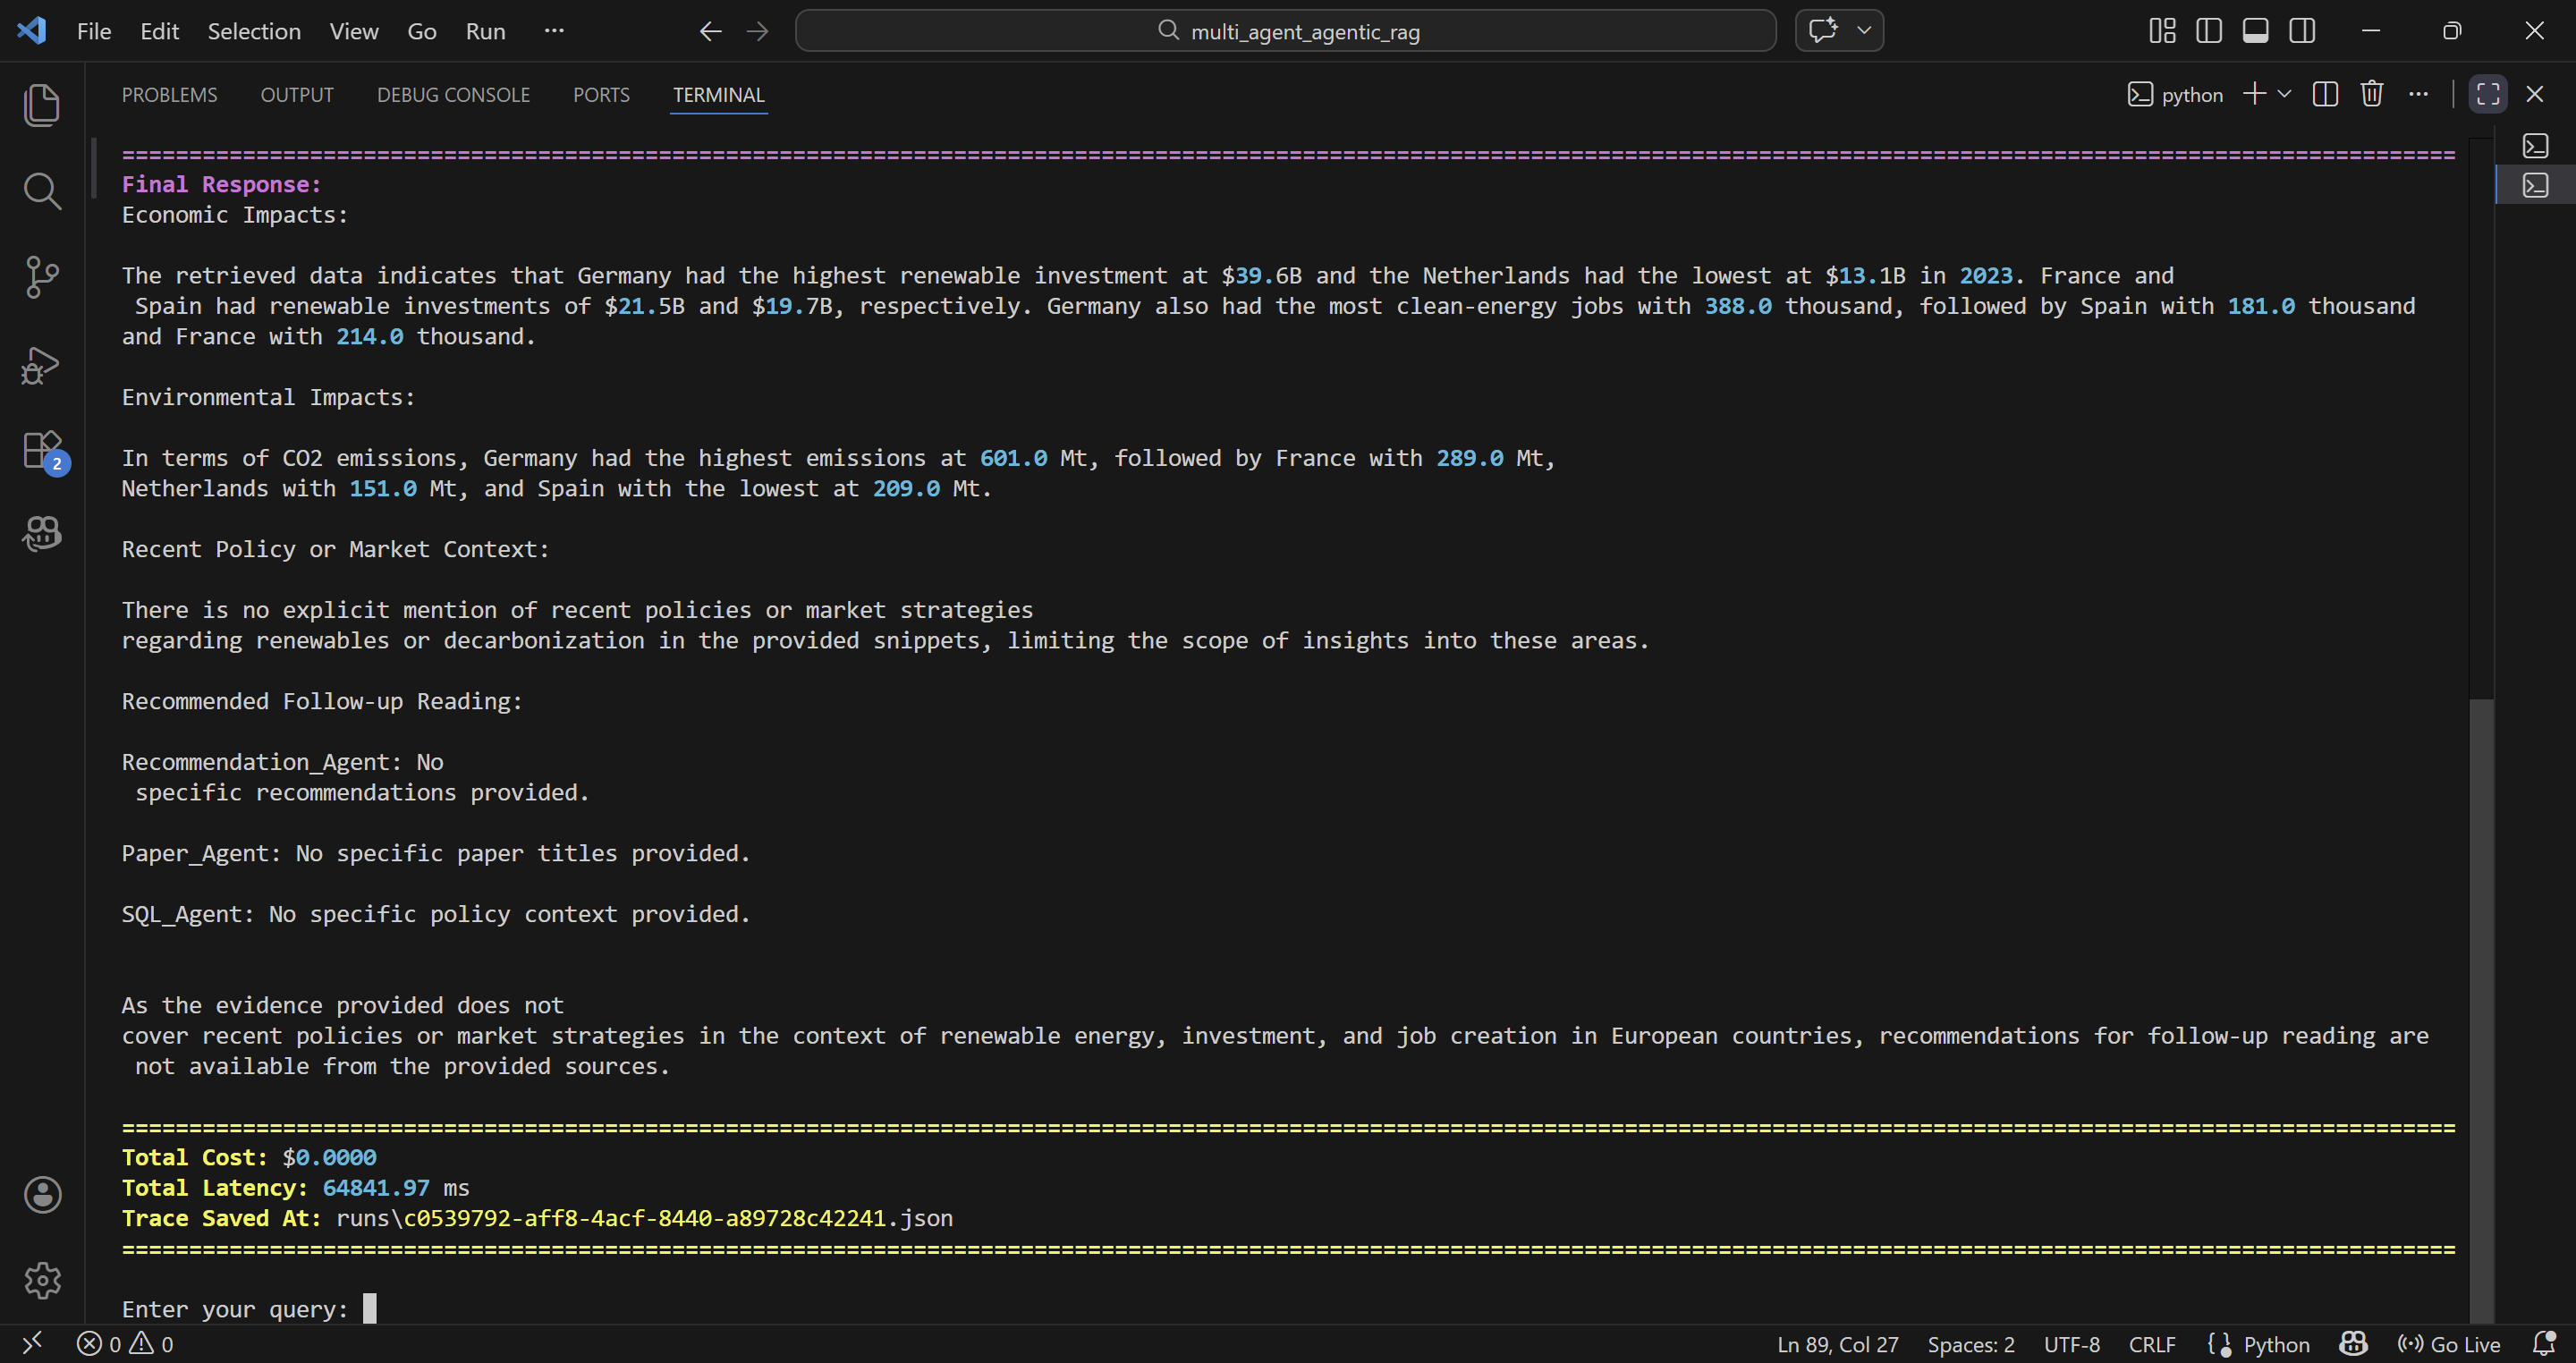 File Edit Selection View Go Run ··· multi_agent_agentic_rag
PROBLEMS OUTPUT DEBUG CONSOLE PORTS TERMINAL python
================================================================================
Final Response:
Economic Impacts:
The retrieved data indicates that Germany had the highest renewable investment at $39.6B and the Netherlands had the lowest at $13.1B in 2023. France and
Spain had renewable investments of $21.5B and $19.7B, respectively. Germany also had the most clean-energy jobs with 388.0 thousand, followed by Spain with 181.0 thousand
and France with 214.0 thousand.
Environmental Impacts:
In terms of CO2 emissions, Germany had the highest emissions at 601.0 Mt, followed by France with 289.0 Mt,
Netherlands with 151.0 Mt, and Spain with the lowest at 209.0 Mt.
Recent Policy or Market Context:
There is no explicit mention of recent policies or market strategies
regarding renewables or decarbonization in the provided snippets, limiting the scope of insights into these areas.
Recommended Follow-up Reading:
Recommendation_Agent: No
specific recommendations provided.
Paper_Agent: No specific paper titles provided.
SQL_Agent: No specific policy context provided.
As the evidence provided does not
cover recent policies or market strategies in the context of renewable energy, investment, and job creation in European countries, recommendations for follow-up reading are
not available from the provided sources.
================================================================================
Total Cost: $0.0000
Total Latency: 64841.97 ms
Trace Saved At: runs\c0539792-aff8-4acf-8440-a89728c42241.json
================================================================================
Enter your query:
2
0 0 Ln 89, Col 27 Spaces: 2 UTF-8 CRLF { } Python Go Live